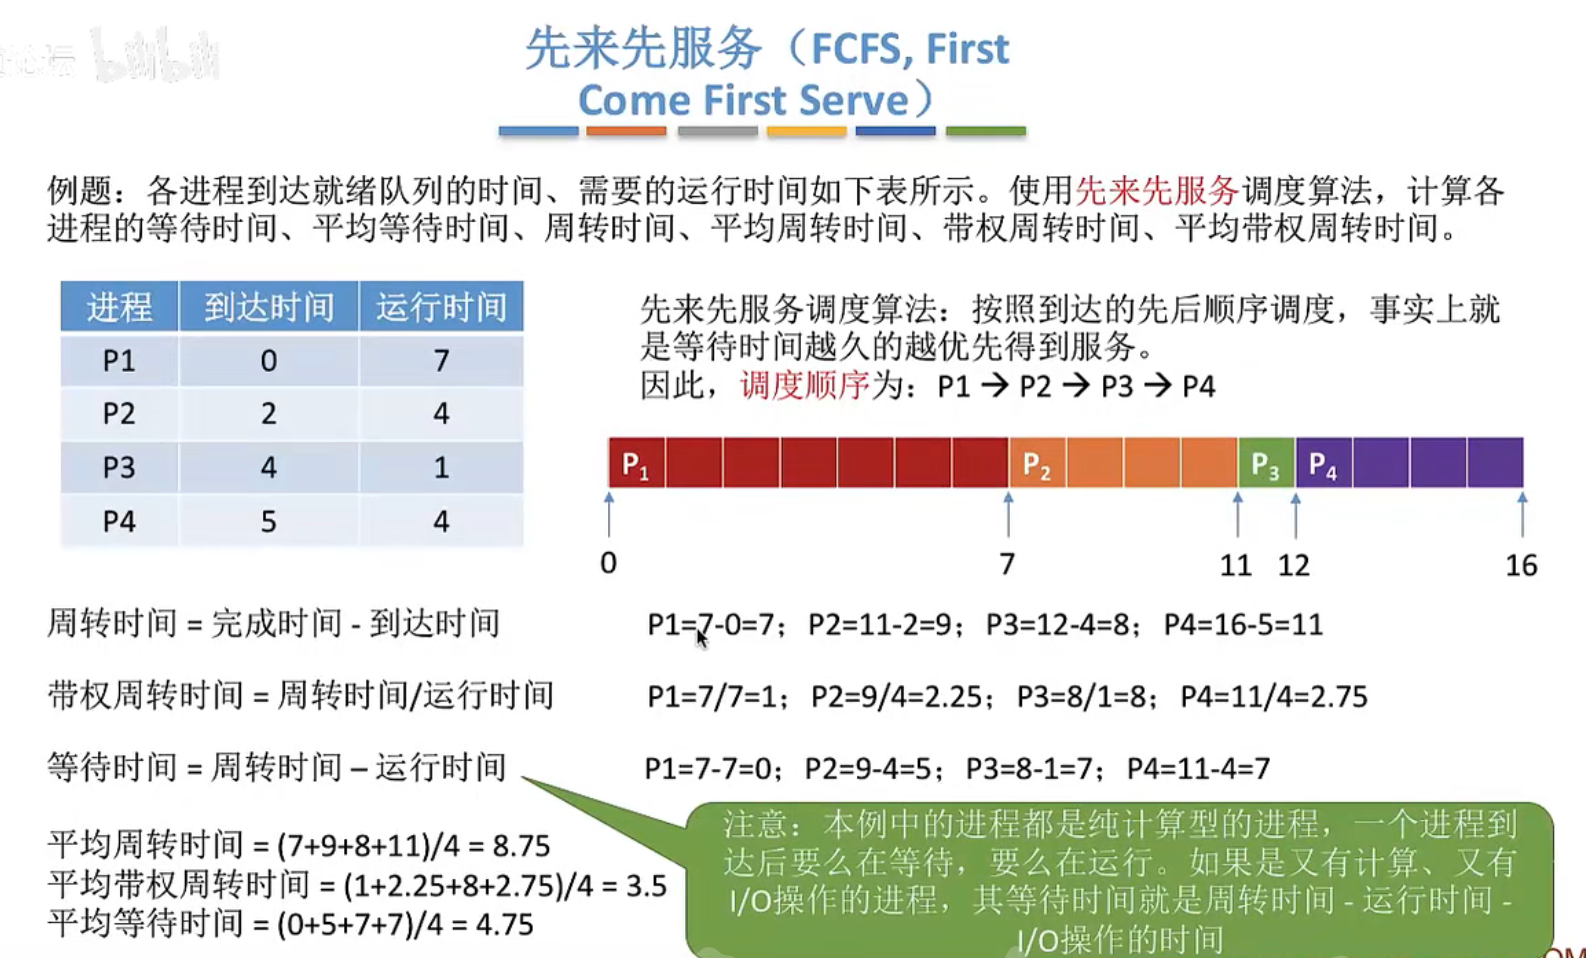 bilibili
先来先服务（FCFS, First
Come First Serve）
例题：各进程到达就绪队列的时间、需要的运行时间如下表所示。使用先来先服务调度算法，计算各
进程的等待时间、平均等待时间、周转时间、平均周转时间、带权周转时间、平均带权周转时间。
进程 到达时间 运行时间
P1 0 7
P2 2 4
P3 4 1
P4 5 4
先来先服务调度算法：按照到达的先后顺序调度，事实上就
是等待时间越久的越优先得到服务。
因此，调度顺序为：P1 → P2 → P3 → P4
P1 P2 P3 P4
0 7 11 12 16
周转时间 = 完成时间 - 到达时间
P1=7-0=7；P2=11-2=9；P3=12-4=8；P4=16-5=11
带权周转时间 = 周转时间/运行时间
P1=7/7=1；P2=9/4=2.25；P3=8/1=8；P4=11/4=2.75
等待时间 = 周转时间 – 运行时间
P1=7-7=0；P2=9-4=5；P3=8-1=7；P4=11-4=7
平均周转时间 = (7+9+8+11)/4 = 8.75
平均带权周转时间 = (1+2.25+8+2.75)/4 = 3.5
平均等待时间 = (0+5+7+7)/4 = 4.75
注意：本例中的进程都是纯计算型的进程，一个进程到
达后要么在等待，要么在运行。如果是又有计算、又有
I/O操作的进程，其等待时间就是周转时间 - 运行时间 -
I/O操作的时间